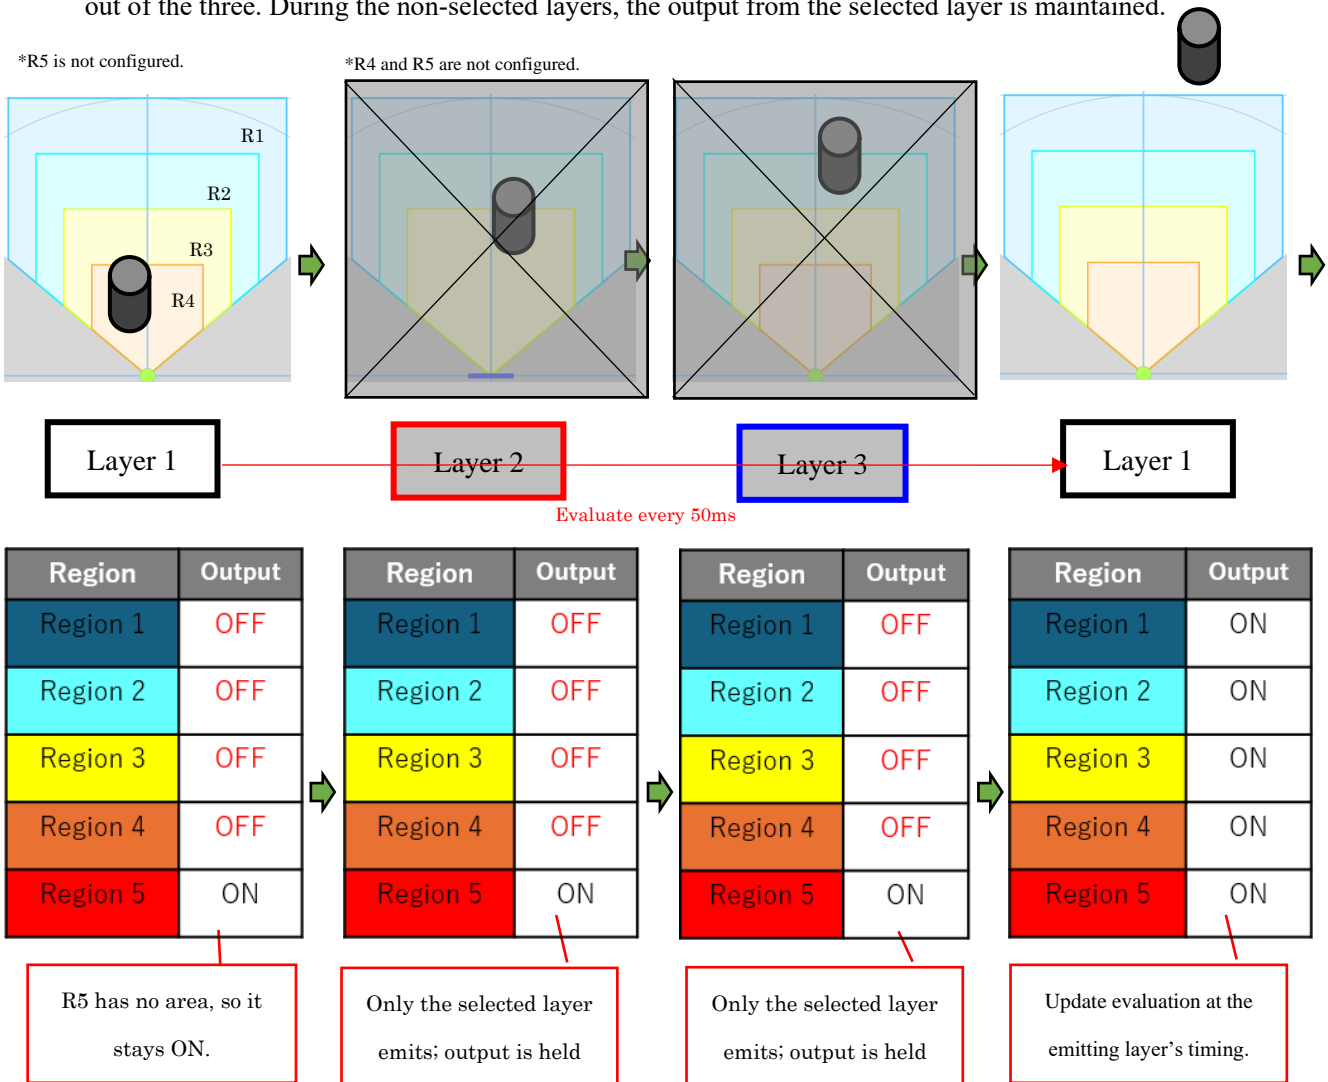 out of the three. During the non-selected layers, the output from the selected layer is maintained.
*R5 is not configured.
*R4 and R5 are not configured.
R1
R2
R3
R4
Layer 1
Layer 2
Layer 3
Layer 1
Evaluate every 50ms
Region Output
Region 1 OFF
Region 2 OFF
Region 3 OFF
Region 4 OFF
Region 5 ON
Region Output
Region 1 OFF
Region 2 OFF
Region 3 OFF
Region 4 OFF
Region 5 ON
Region Output
Region 1 OFF
Region 2 OFF
Region 3 OFF
Region 4 OFF
Region 5 ON
Region Output
Region 1 ON
Region 2 ON
Region 3 ON
Region 4 ON
Region 5 ON
R5 has no area, so it
stays ON.
Only the selected layer
emits; output is held
Only the selected layer
emits; output is held
Update evaluation at the
emitting layer's timing.